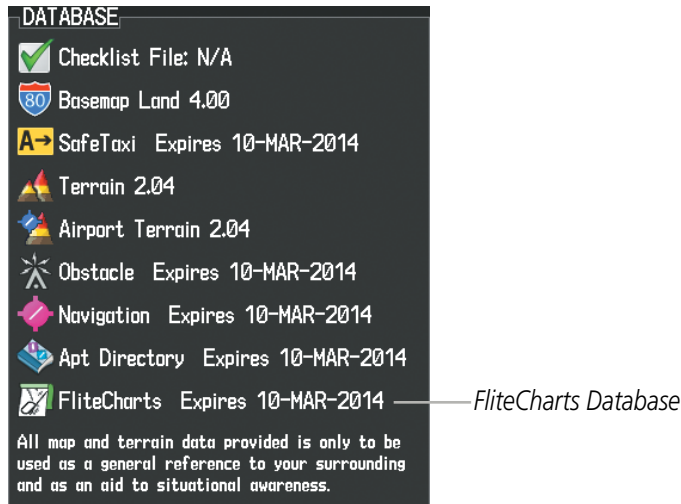 DATABASE
Checklist File: N/A
80 Basemap Land 4.00
A→ SafeTaxi Expires 10-MAR-2014
Terrain 2.04
Airport Terrain 2.04
Obstacle Expires 10-MAR-2014
Navigation Expires 10-MAR-2014
Apt Directory Expires 10-MAR-2014
FliteCharts Expires 10-MAR-2014
FliteCharts Database
All map and terrain data provided is only to be
used as a general reference to your surrounding
and as an aid to situational awareness.